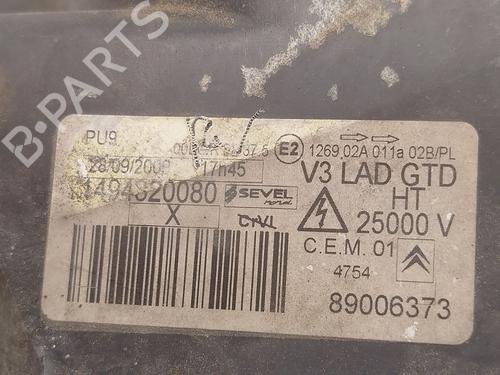 B-PARTS
PU9
E2
1269,02A 011a 02B/PL
28/09/2009 17h45
V3 LAD GTD
1494320080 SEVEL
HT
X
25000 V
C.E.M. 01
4754
89006373